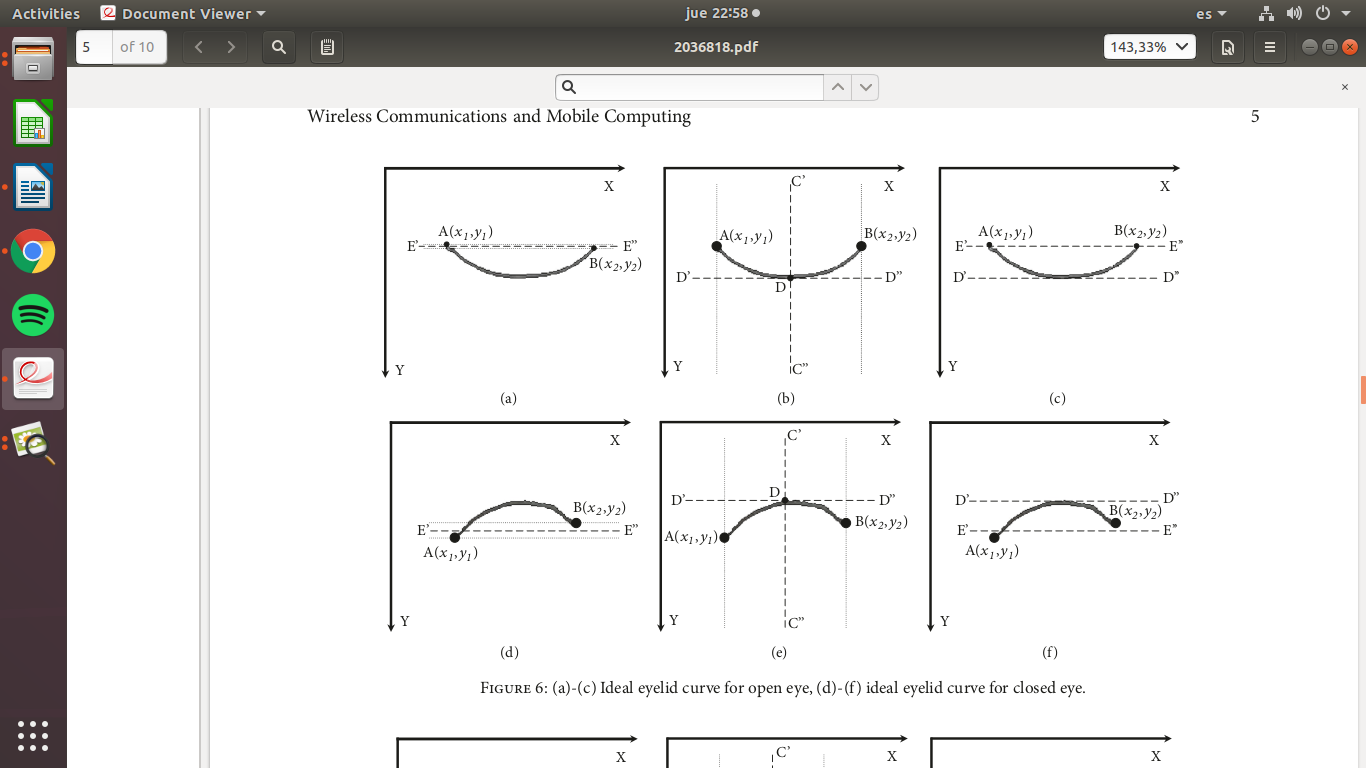 Activities Document Viewer jue 22:58 es
5 of 10 2036818.pdf 143,33%
Wireless Communications and Mobile Computing 5
X
A(x1,y1)
E' E''
B(x2,y2)
Y
(a)
C' X
A(x1,y1) B(x2,y2)
D' D''
D
Y C''
(b)
X
A(x1,y1) B(x2,y2)
E' E''
D' D''
Y
(c)
X
B(x2,y2)
E' E''
A(x1,y1)
Y
(d)
C' X
D' D D''
B(x2,y2)
A(x1,y1)
Y C''
(e)
X
D' D''
B(x2,y2)
E' E''
A(x1,y1)
Y
(f)
Figure 6: (a)-(c) Ideal eyelid curve for open eye, (d)-(f) ideal eyelid curve for closed eye.
X C' X X